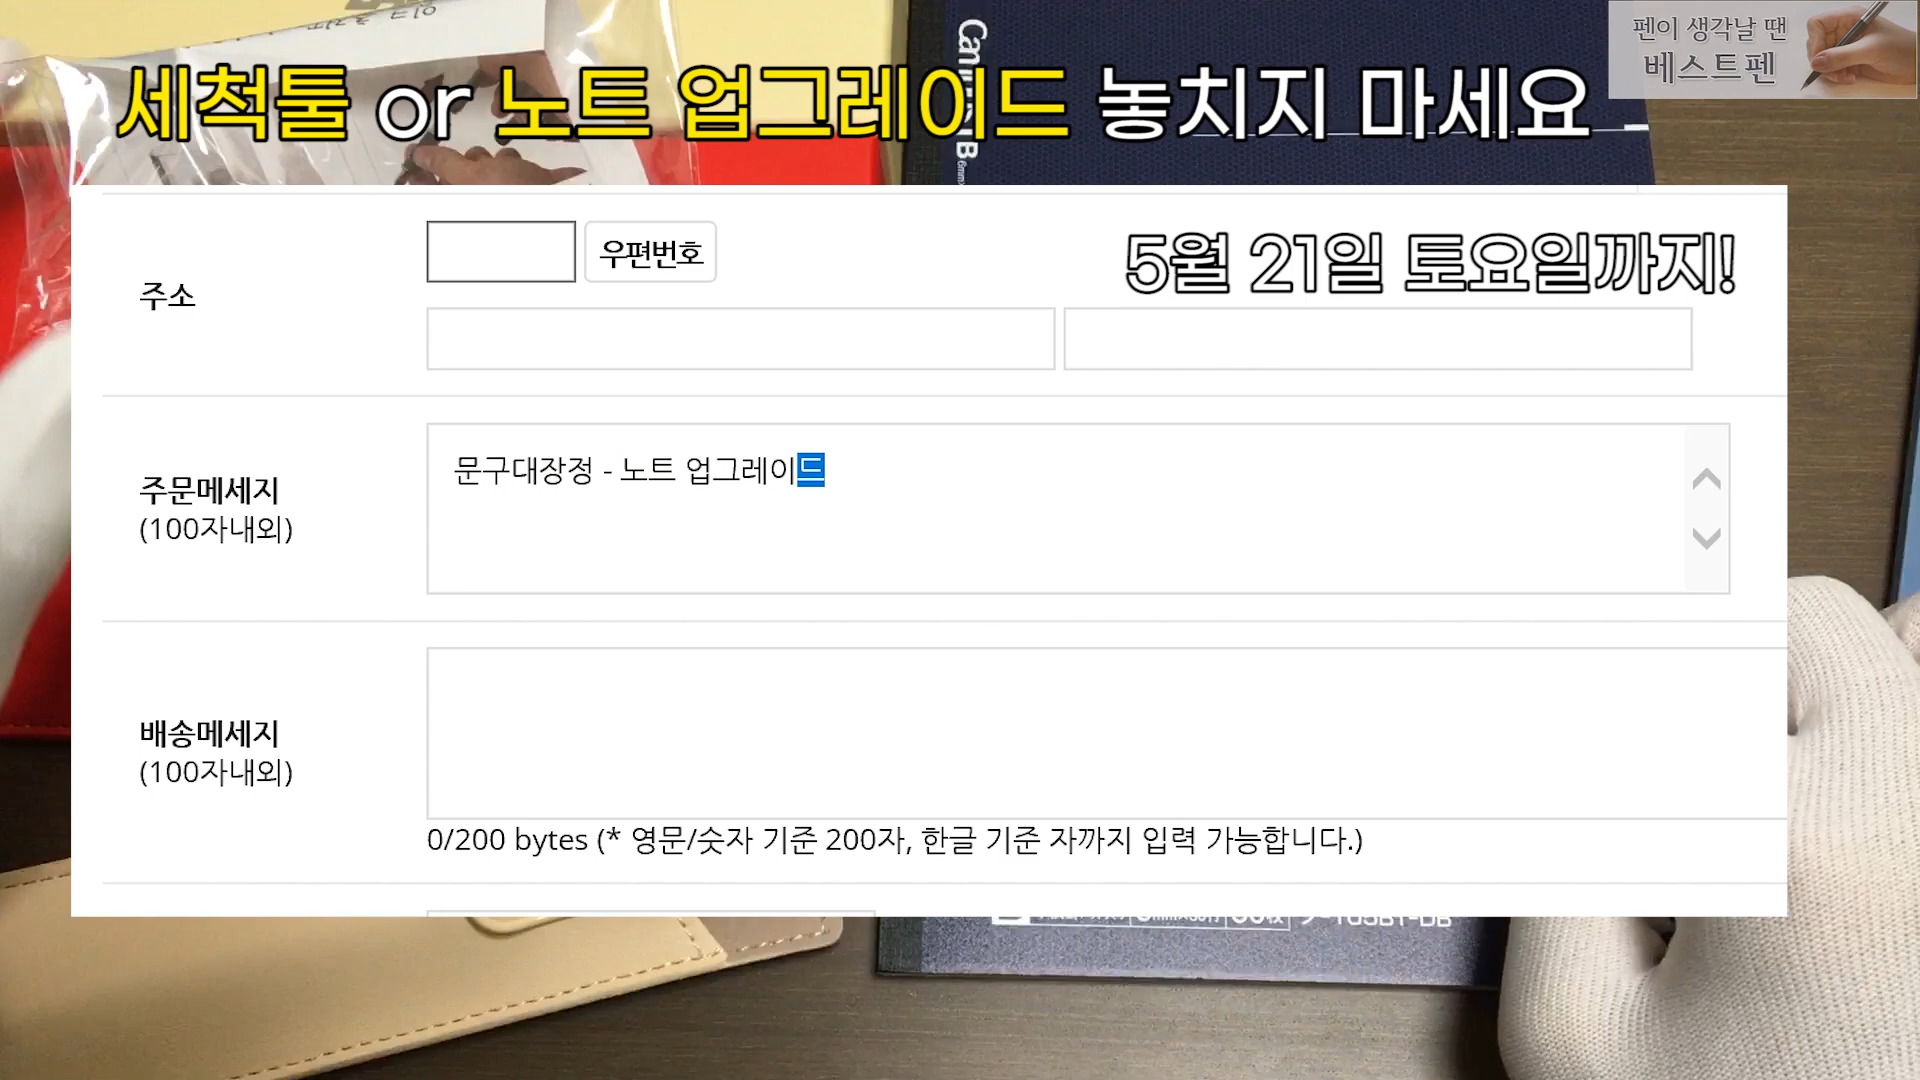 세척툴 or 노트 업그레이드 놓치지 마세요
펜이 생각날 땐
베스트펜
5월 21일 토요일까지!
주소
우편번호
주문메세지
(100자내외)
문구대장정 - 노트 업그레이드
배송메세지
(100자내외)
0/200 bytes (* 영문/숫자 기준 200자, 한글 기준 자까지 입력 가능합니다.)